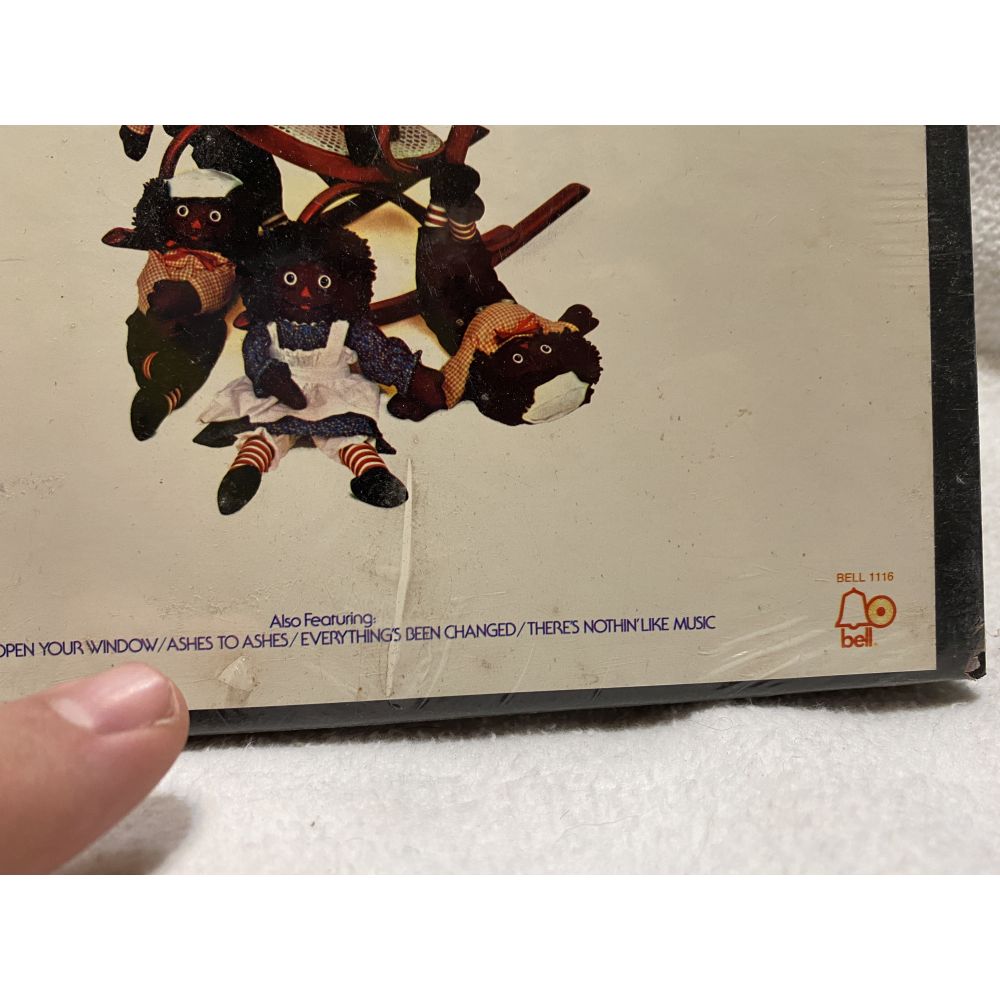 Also Featuring:
OPEN YOUR WINDOW/ASHES TO ASHES/EVERYTHING'S BEEN CHANGED/THERE'S NOTHIN' LIKE MUSIC
BELL 1116
bell